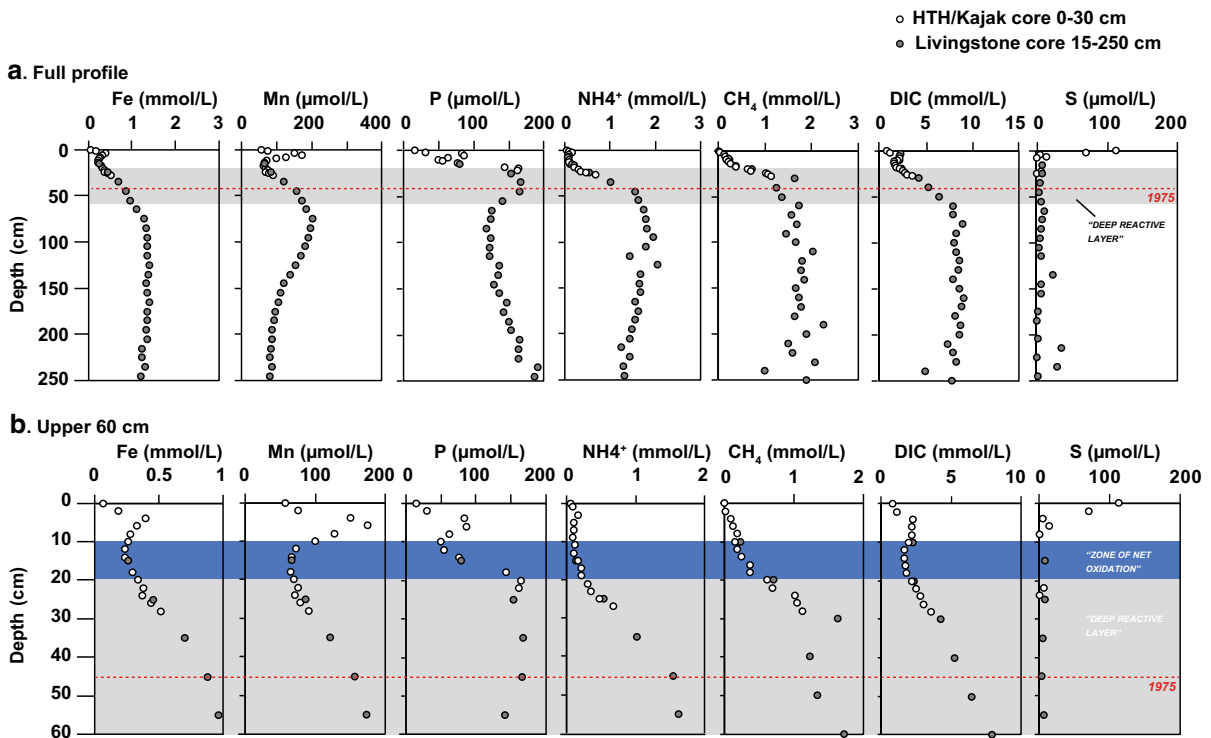 HTH/Kajak core 0-30 cm
Livingstone core 15-250 cm
a. Full profile
Fe (mmol/L) Mn (µmol/L) P (µmol/L) NH4⁺ (mmol/L) CH₄ (mmol/L) DIC (mmol/L) S (µmol/L)
0 1 2 3 0 200 400 0 100 200 0 1 2 3 0 1 2 3 0 5 10 15 0 100 200
0
50
100
150
200
250
Depth (cm)
1975
"DEEP REACTIVE
LAYER"
b. Upper 60 cm
Fe (mmol/L) Mn (µmol/L) P (µmol/L) NH4⁺ (mmol/L) CH₄ (mmol/L) DIC (mmol/L) S (µmol/L)
0 0.5 1 0 100 200 0 100 200 0 1 2 0 1 2 0 5 10 0 100 200
0
10
20
30
40
50
60
Depth (cm)
"ZONE OF NET
OXIDATION"
"DEEP REACTIVE
LAYER"
1975